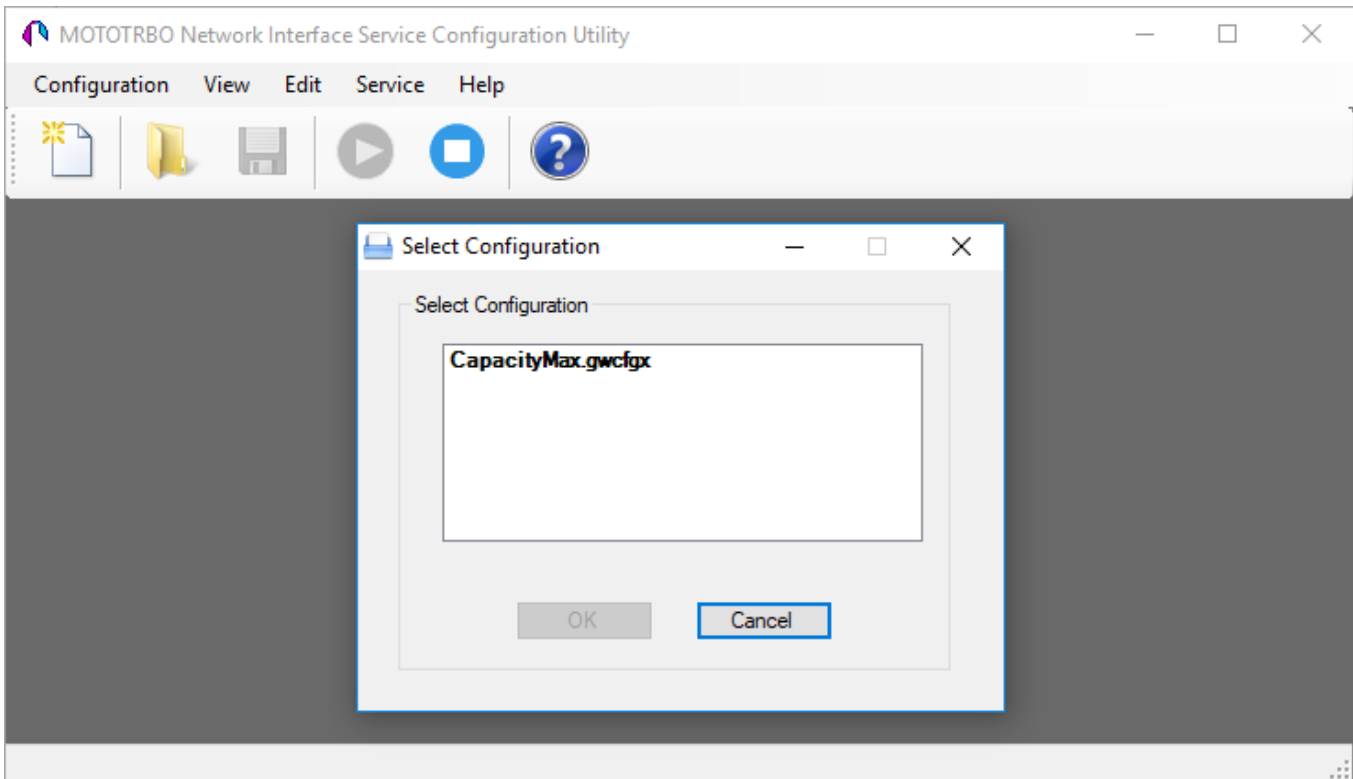 MOTOTRBO Network Interface Service Configuration Utility
Configuration View Edit Service Help
?
Select Configuration
Select Configuration
CapacityMax.gwcfgx
OK Cancel